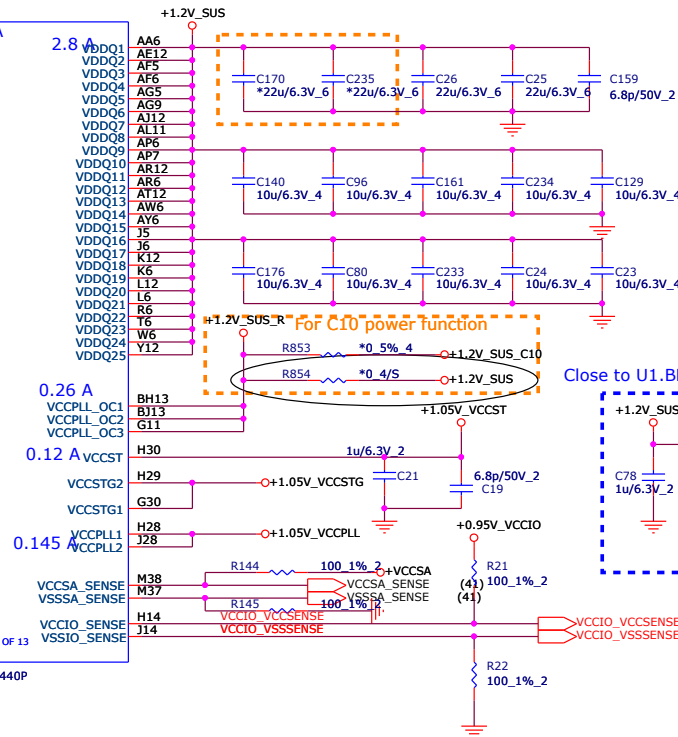 +1.2V_SUS
2.8 A
VDDQ1 AA6
VDDQ2 AE12
VDDQ3 AF5
VDDQ4 AF6
VDDQ5 AG5
VDDQ6 AG9
VDDQ7 AJ12
VDDQ8 AL11
VDDQ9 AP6
VDDQ10 AP7
VDDQ11 AR12
VDDQ12 AR6
VDDQ13 AT12
VDDQ14 AW6
VDDQ15 AY6
VDDQ16 J5
VDDQ17 J6
VDDQ18 K12
VDDQ19 K6
VDDQ20 L12
VDDQ21 L6
VDDQ22 R6
VDDQ23 T6
VDDQ24 W6
VDDQ25 Y12
C170 C235 C26 C25 C159
*22u/6.3V_6 *22u/6.3V_6 22u/6.3V_6 22u/6.3V_6 6.8p/50V_2
C140 C96 C161 C234 C129
10u/6.3V_4 10u/6.3V_4 10u/6.3V_4 10u/6.3V_4 10u/6.3V_4
C176 C80 C233 C24 C23
10u/6.3V_4 10u/6.3V_4 10u/6.3V_4 10u/6.3V_4 10u/6.3V_4
+1.2V_SUS_R
For C10 power function
R853 *0_5%_4 +1.2V_SUS_C10
R854 *0_4/S +1.2V_SUS
0.26 A
VCCPLL_OC1 BH13
VCCPLL_OC2 BJ13
VCCPLL_OC3 G11
+1.05V_VCCST
0.12 A
VCCST H30
1u/6.3V_2
C21
6.8p/50V_2
C19
VCCSTG2 H29
+1.05V_VCCSTG
VCCSTG1 G30
0.145 A
VCCPLL1 H28
+1.05V_VCCPLL
VCCPLL2 J28
+0.95V_VCCIO
R144 100_1%_2 +VCCSA
R21
100_1%_2
VCCSA_SENSE M38
VCCSA_SENSE (41)
VSSSA_SENSE M37
VSSSA_SENSE (41)
R145 100_1%_2
VCCIO_SENSE H14
VCCIO_VCCSENSE
VCCIO_VCCSENSE
VSSIO_SENSE J14
VCCIO_VSSSENSE
VCCIO_VSSSENSE
R22
100_1%_2
OF 13
440P
Close to U1.B
+1.2V_SUS
C78
1u/6.3V_2